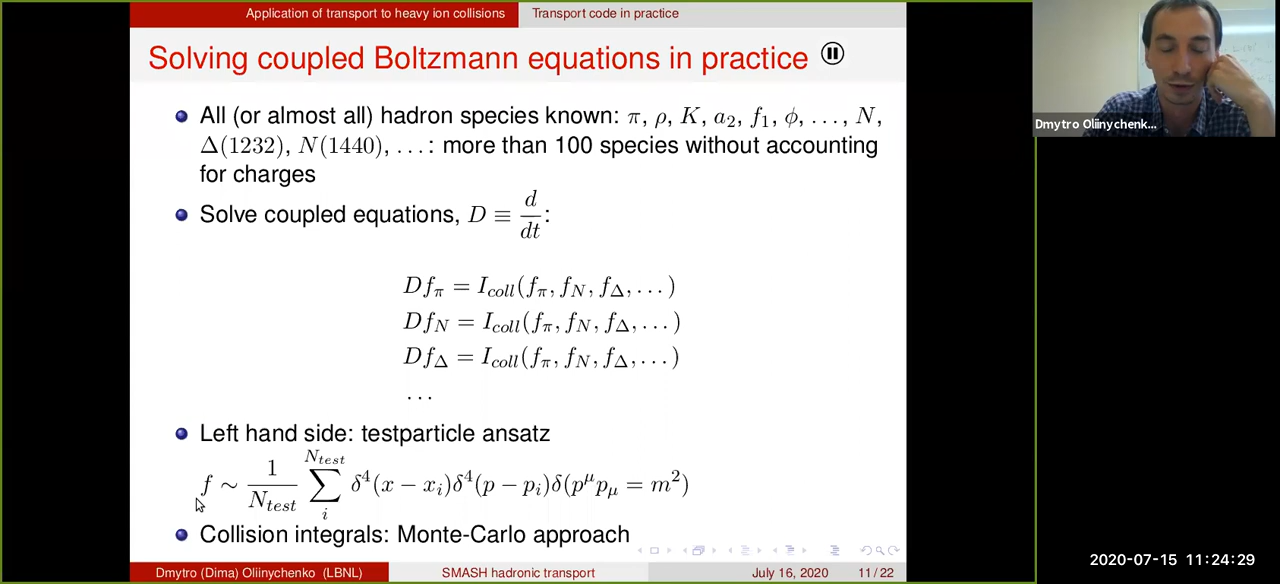 Application of transport to heavy ion collisions Transport code in practice
Solving coupled Boltzmann equations in practice
All (or almost all) hadron species known: π, ρ, K, a₂, f₁, ϕ, ..., N,
Δ(1232), N(1440), ...: more than 100 species without accounting
for charges
Solve coupled equations, D ≡ d/dt:
Df_π = I_coll(f_π, f_N, f_Δ, ...)
Df_N = I_coll(f_π, f_N, f_Δ, ...)
Df_Δ = I_coll(f_π, f_N, f_Δ, ...)
...
Left hand side: testparticle ansatz
f ∼ 1/N_test ∑_i^{N_test} δ⁴(x − x_i)δ⁴(p − p_i)δ(p^μ p_μ = m²)
Collision integrals: Monte-Carlo approach
Dmytro (Dima) Oliinychenko (LBNL) SMASH hadronic transport July 16, 2020 11 / 22
Dmytro Oliinychenk...
2020-07-15 11:24:29